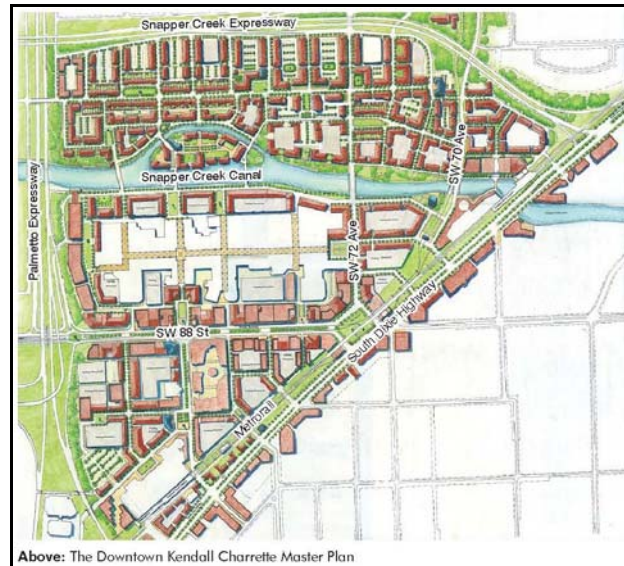 Snapper Creek Expressway
SW 70 Ave
Snapper Creek Canal
Palmetto Expressway
SW 72 Ave
South Dixie Highway
SW 88 St
Metrorail
Above: The Downtown Kendall Charrette Master Plan